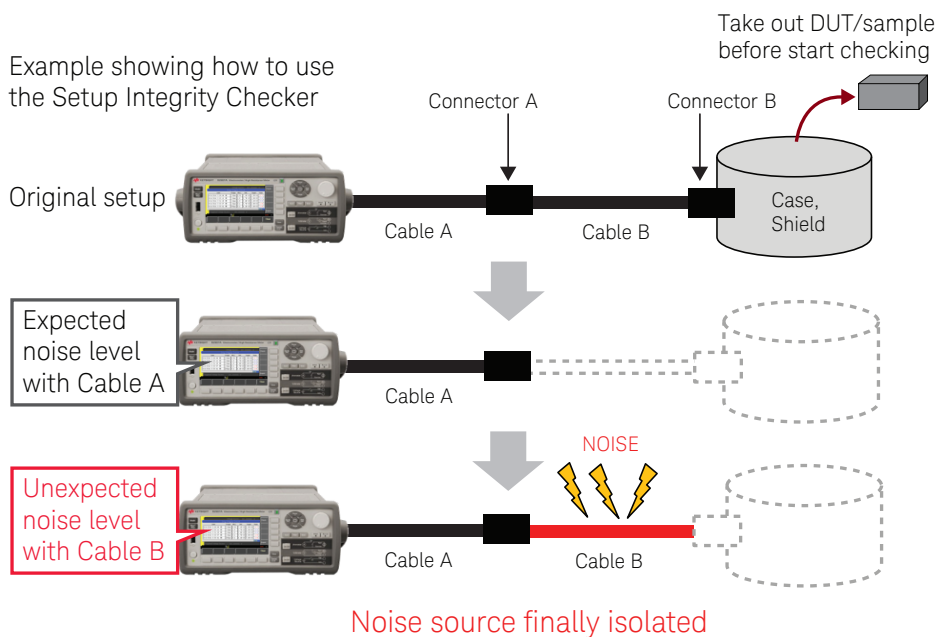 Take out DUT/sample
before start checking
Example showing how to use
the Setup Integrity Checker
Connector A
Connector B
Original setup
Cable A
Cable B
Case,
Shield
Expected
noise level
with Cable A
Cable A
NOISE
Unexpected
noise level
with Cable B
Cable A
Cable B
Noise source finally isolated